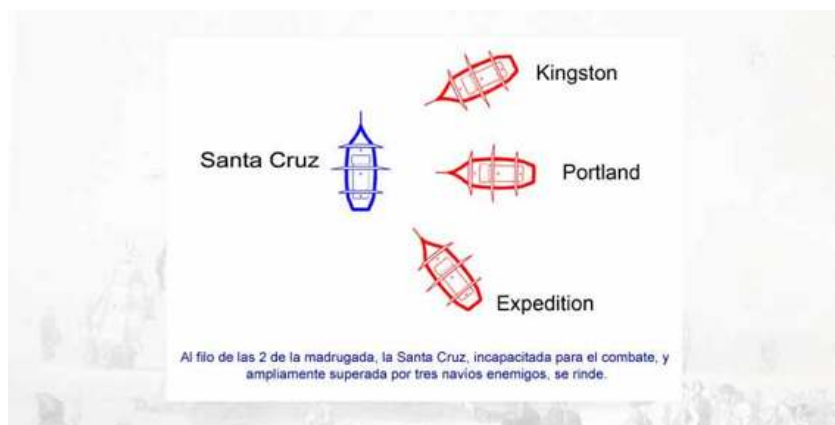 Kingston
Santa Cruz
Portland
Expedition
Al filo de las 2 de la madrugada, la Santa Cruz, incapacitada para el combate, y
ampliamente superada por tres navíos enemigos, se rinde.